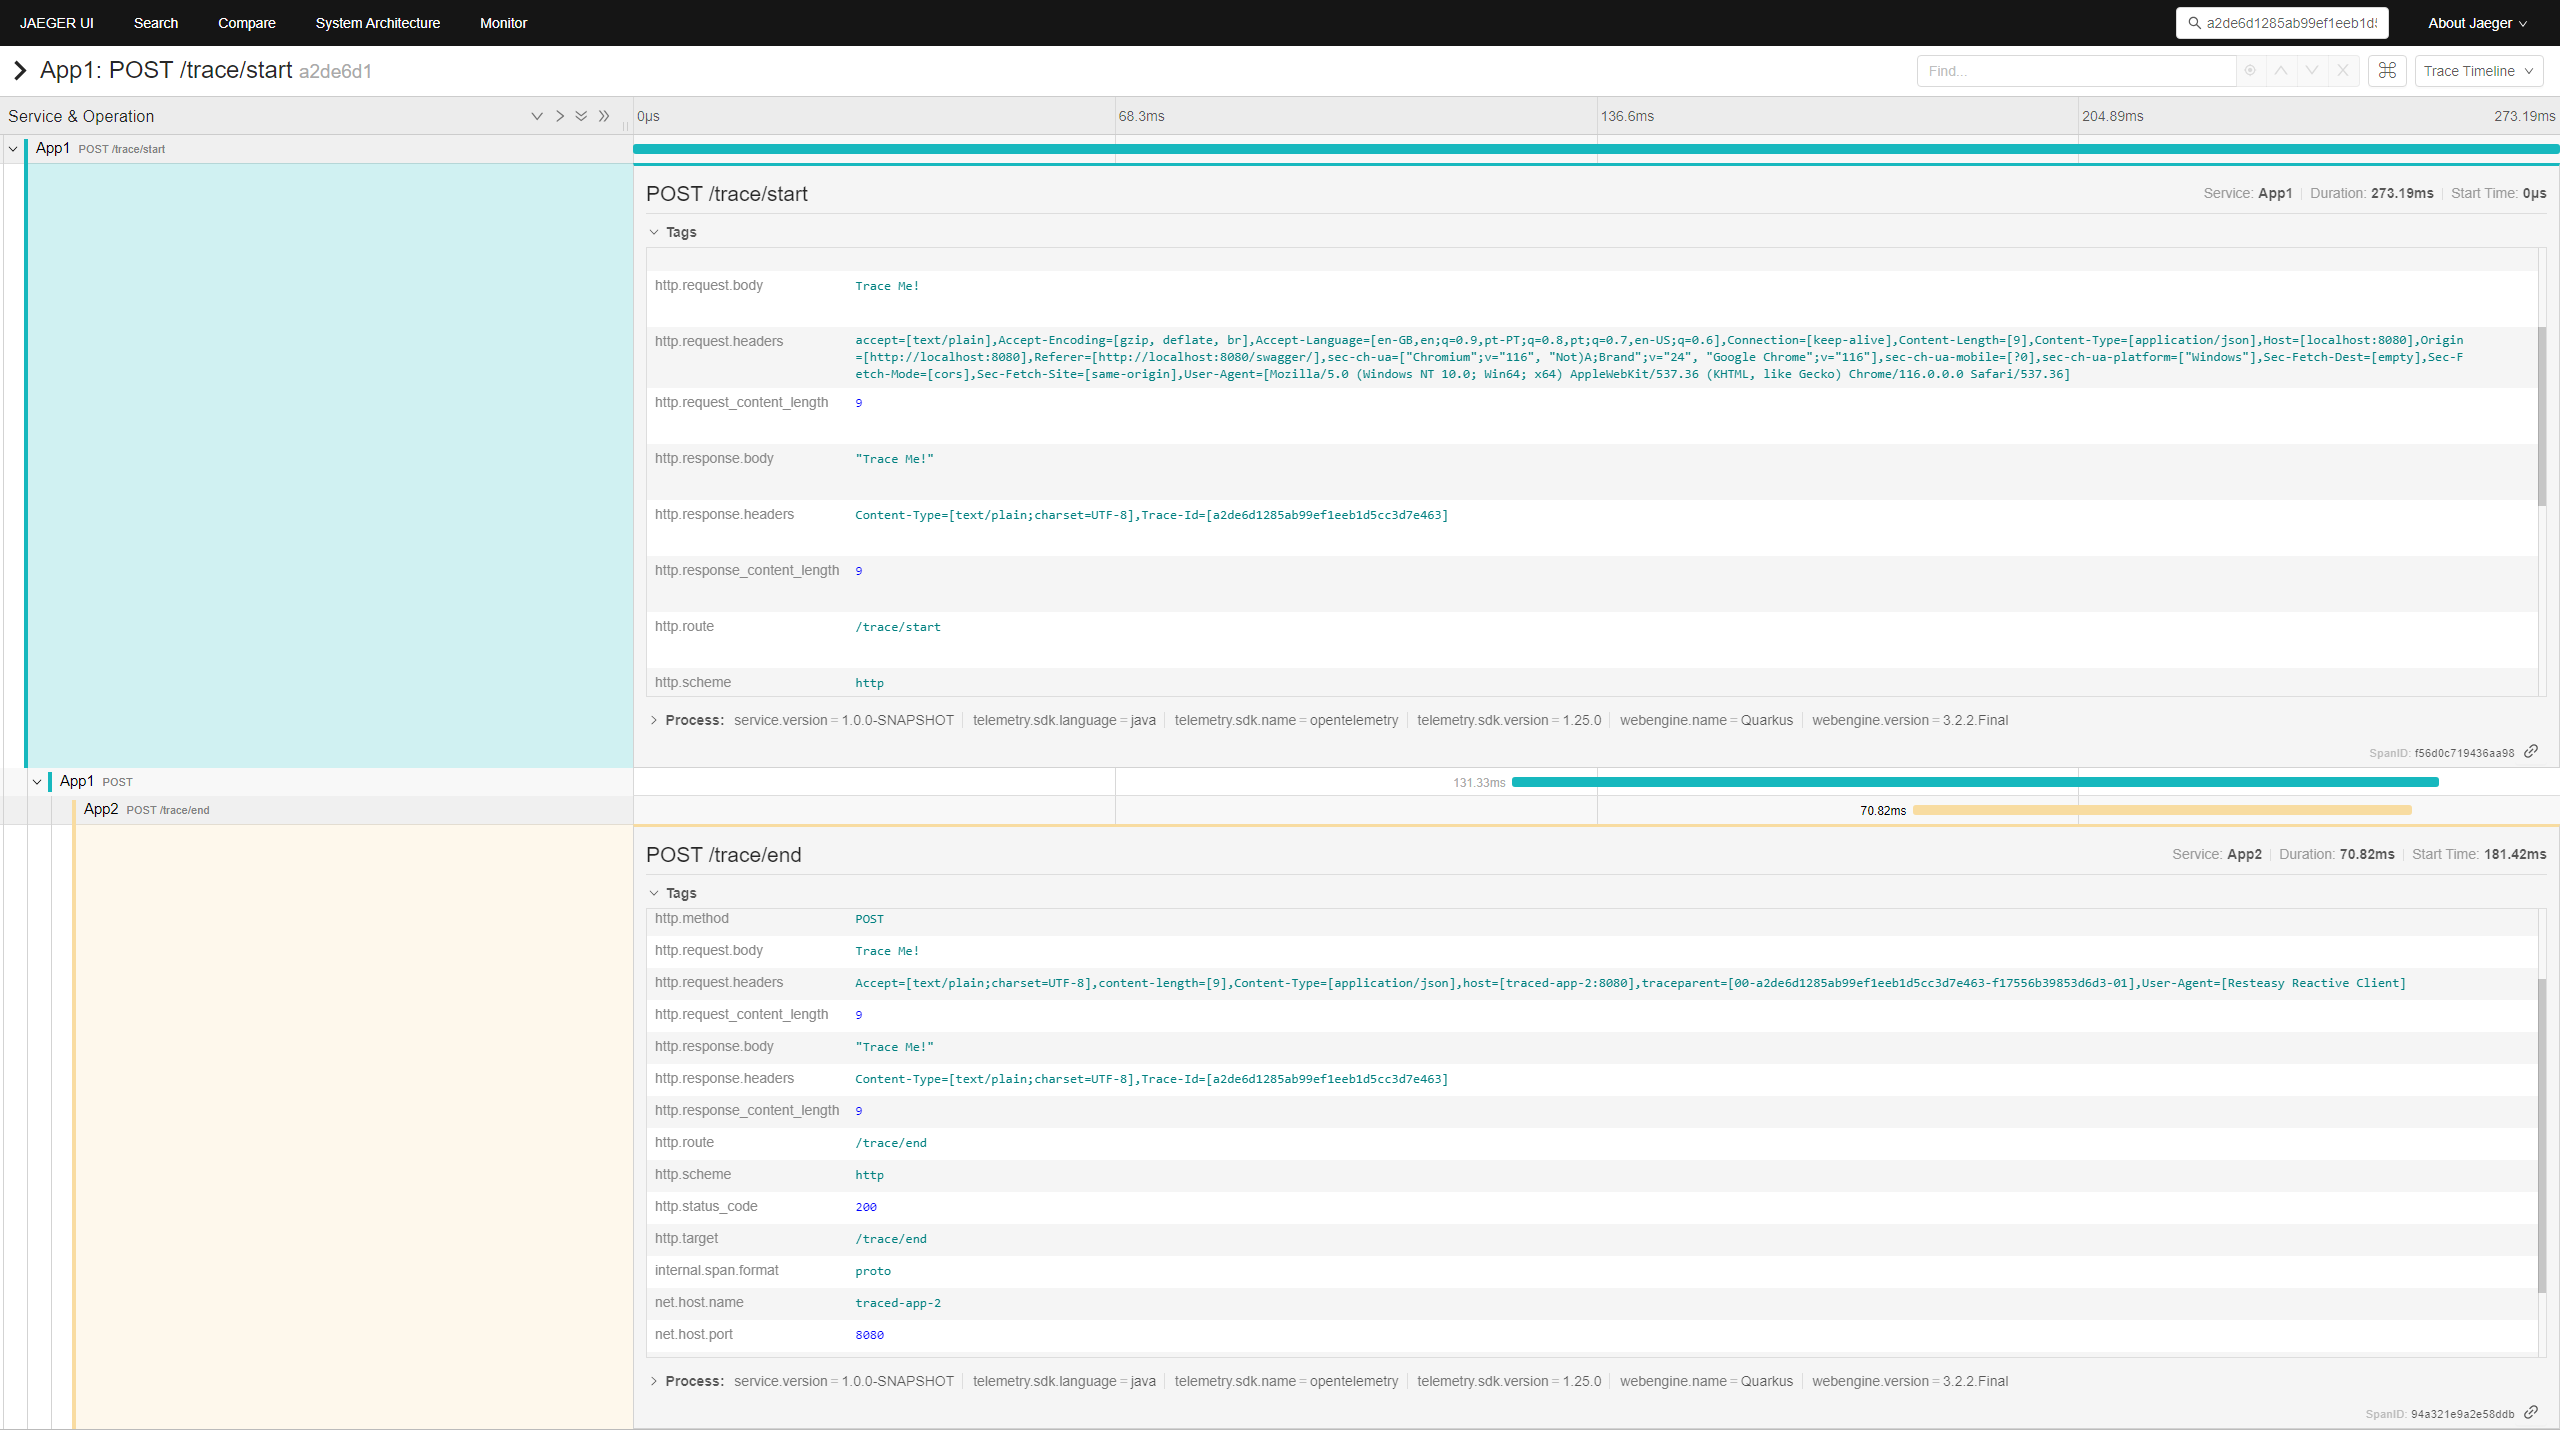 JAEGER UI Search Compare System Architecture Monitor a2de6d1285ab99ef1eeb1d5 About Jaeger
App1: POST /trace/start a2de6d1 Find... Trace Timeline
Service & Operation 0μs 68.3ms 136.6ms 204.89ms 273.19ms
App1 POST /trace/start
POST /trace/start Service: App1 Duration: 273.19ms Start Time: 0μs
Tags
http.request.body Trace Me!
http.request.headers accept=[text/plain],Accept-Encoding=[gzip, deflate, br],Accept-Language=[en-GB,en;q=0.9,pt-PT;q=0.8,pt;q=0.7,en-US;q=0.6],Connection=[keep-alive],Content-Length=[9],Content-Type=[application/json],Host=[localhost:8080],Origin
=[http://localhost:8080],Referer=[http://localhost:8080/swagger/],sec-ch-ua=["Chromium";v="116", "Not)A;Brand";v="24", "Google Chrome";v="116"],sec-ch-ua-mobile=[?0],sec-ch-ua-platform=["Windows"],Sec-Fetch-Dest=[empty],Sec-F
etch-Mode=[cors],Sec-Fetch-Site=[same-origin],User-Agent=[Mozilla/5.0 (Windows NT 10.0; Win64; x64) AppleWebKit/537.36 (KHTML, like Gecko) Chrome/116.0.0.0 Safari/537.36]
http.request_content_length 9
http.response.body "Trace Me!"
http.response.headers Content-Type=[text/plain;charset=UTF-8],Trace-Id=[a2de6d1285ab99ef1eeb1d5cc3d7e463]
http.response_content_length 9
http.route /trace/start
http.scheme http
Process: service.version = 1.0.0-SNAPSHOT telemetry.sdk.language = java telemetry.sdk.name = opentelemetry telemetry.sdk.version = 1.25.0 webengine.name = Quarkus webengine.version = 3.2.2.Final
SpanID: f56d0c719436aa98
App1 POST 131.33ms
App2 POST /trace/end 70.82ms
POST /trace/end Service: App2 Duration: 70.82ms Start Time: 181.42ms
Tags
http.method POST
http.request.body Trace Me!
http.request.headers Accept=[text/plain;charset=UTF-8],content-length=[9],Content-Type=[application/json],host=[traced-app-2:8080],traceparent=[00-a2de6d1285ab99ef1eeb1d5cc3d7e463-f17556b39853d6d3-01],User-Agent=[Resteasy Reactive Client]
http.request_content_length 9
http.response.body "Trace Me!"
http.response.headers Content-Type=[text/plain;charset=UTF-8],Trace-Id=[a2de6d1285ab99ef1eeb1d5cc3d7e463]
http.response_content_length 9
http.route /trace/end
http.scheme http
http.status_code 200
http.target /trace/end
internal.span.format proto
net.host.name traced-app-2
net.host.port 8080
Process: service.version = 1.0.0-SNAPSHOT telemetry.sdk.language = java telemetry.sdk.name = opentelemetry telemetry.sdk.version = 1.25.0 webengine.name = Quarkus webengine.version = 3.2.2.Final
SpanID: 94a321e9a2e58ddb